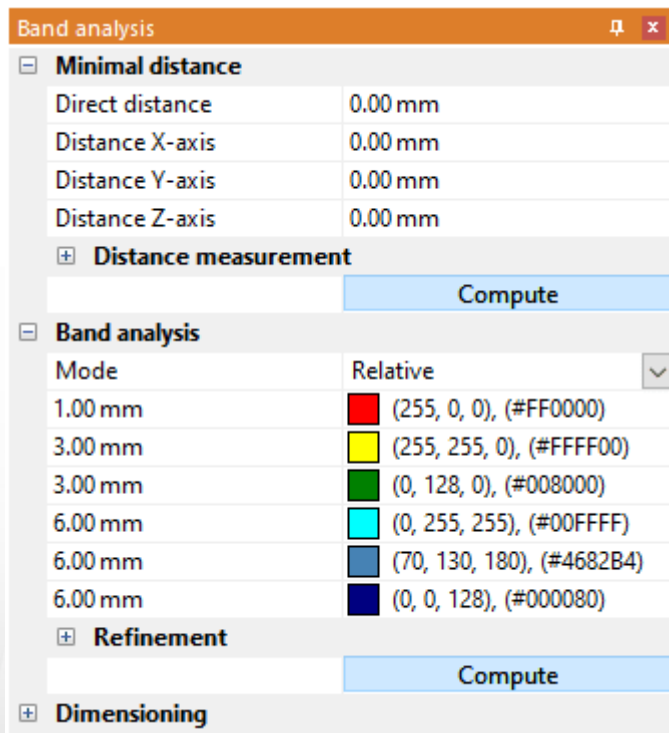 Band analysis
Minimal distance
Direct distance 0.00 mm
Distance X-axis 0.00 mm
Distance Y-axis 0.00 mm
Distance Z-axis 0.00 mm
Distance measurement
Compute
Band analysis
Mode Relative
1.00 mm (255, 0, 0), (#FF0000)
3.00 mm (255, 255, 0), (#FFFF00)
3.00 mm (0, 128, 0), (#008000)
6.00 mm (0, 255, 255), (#00FFFF)
6.00 mm (70, 130, 180), (#4682B4)
6.00 mm (0, 0, 128), (#000080)
Refinement
Compute
Dimensioning